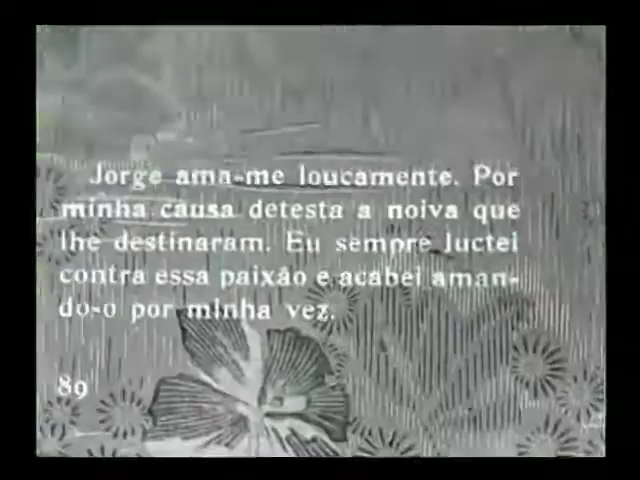 Jorge ama-me loucamente. Por
minha causa detesta a noiva que
lhe destinaram. Eu sempre luctei
contra essa paixão e acabei aman-
do-o por minha vez.
89